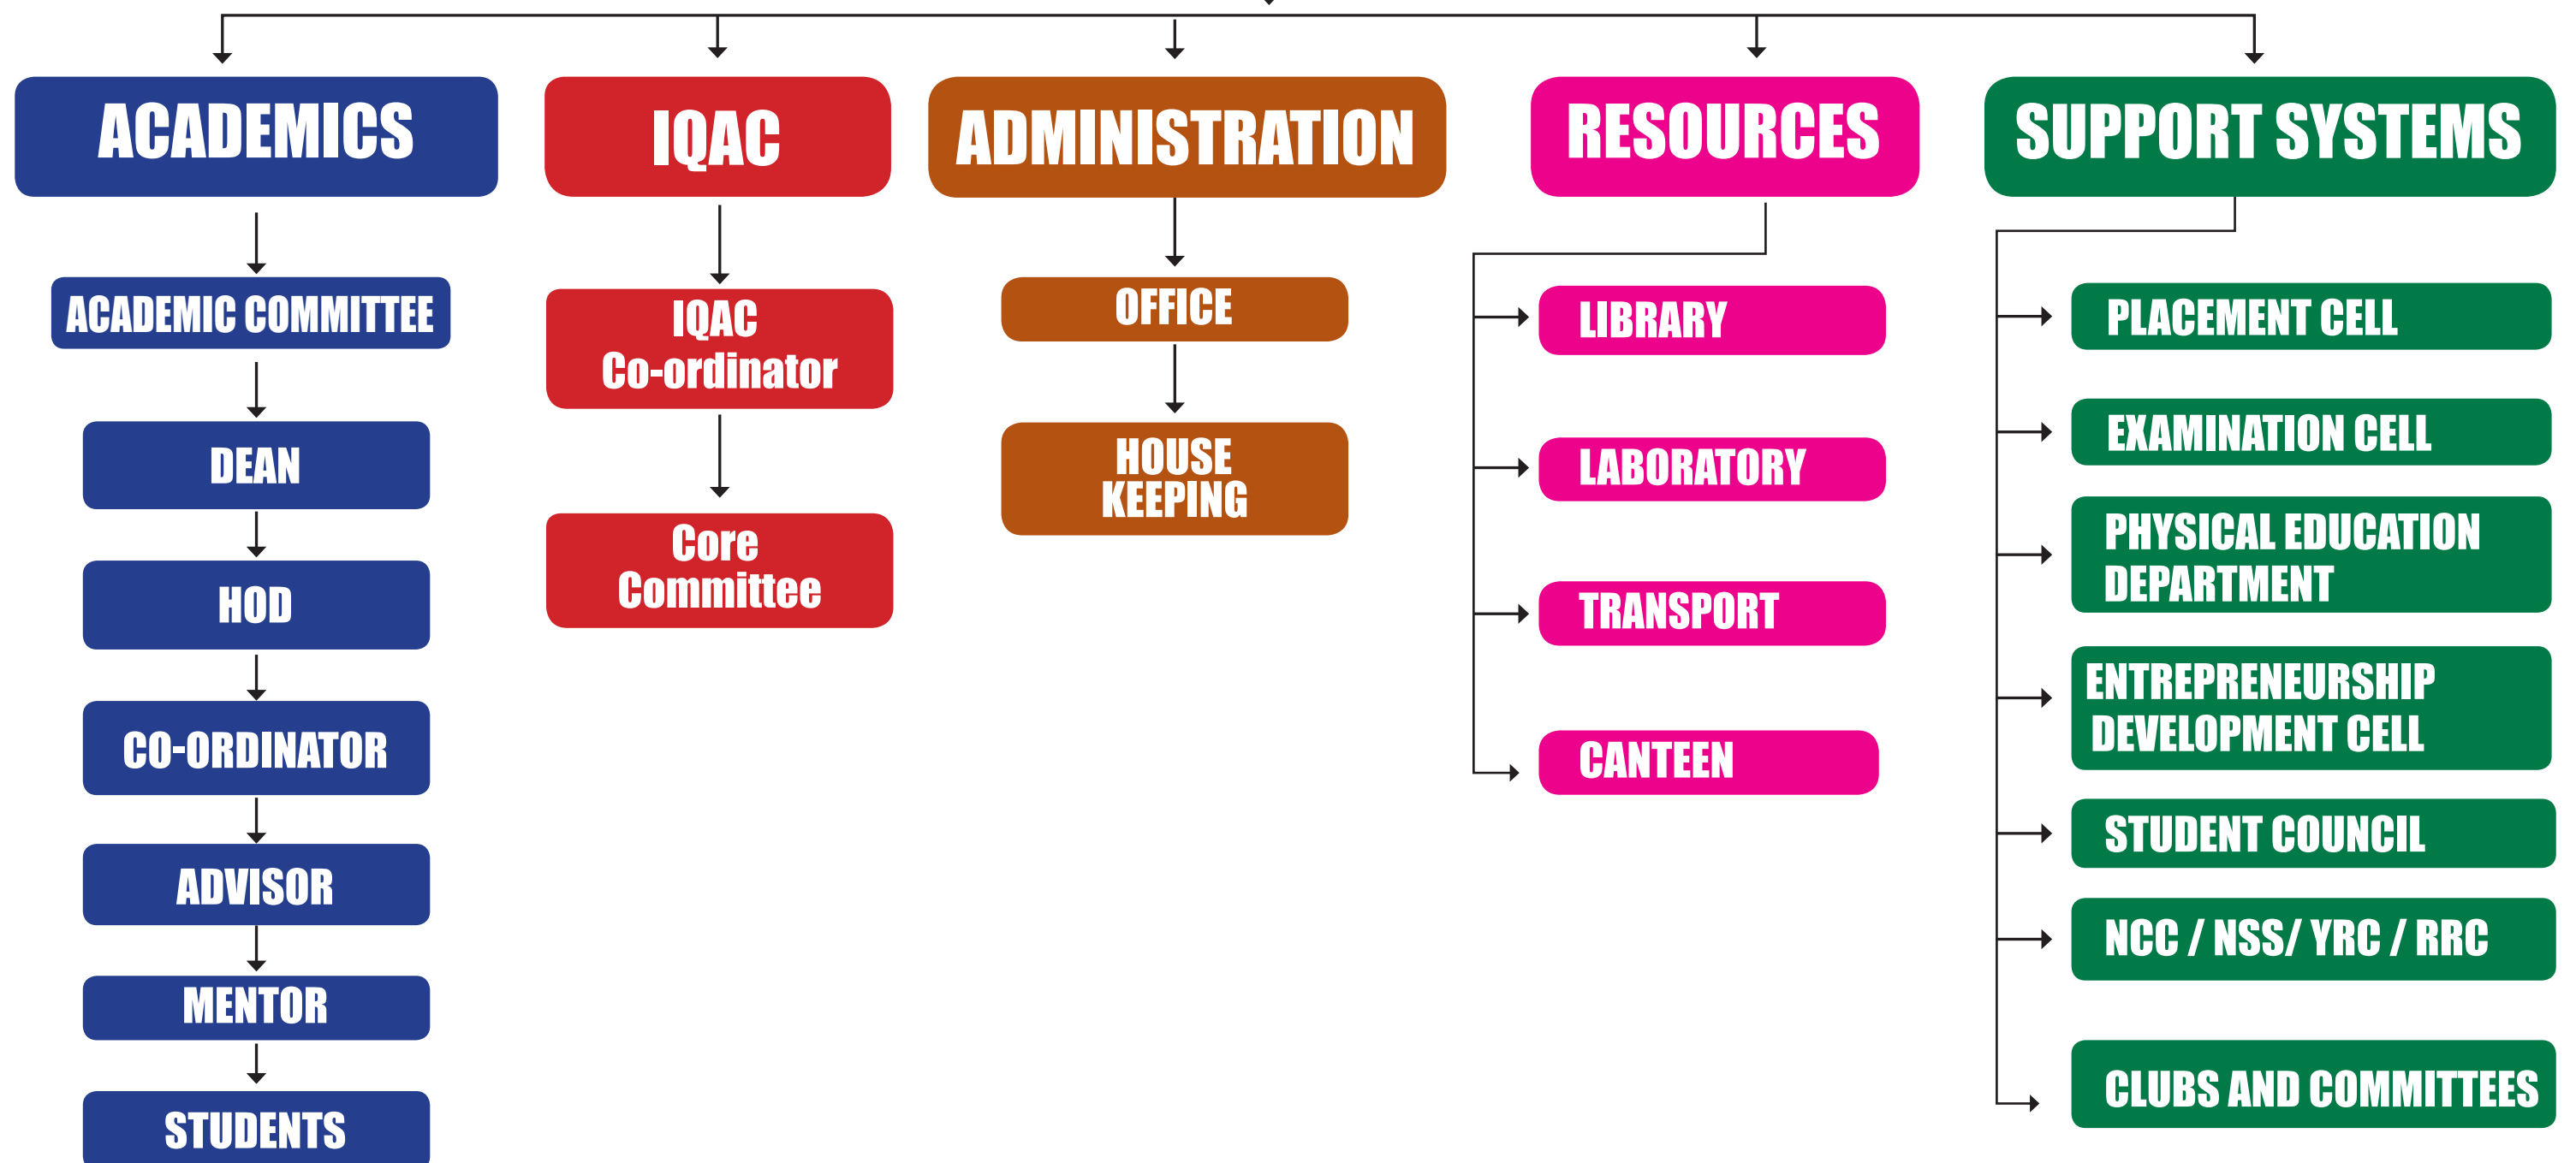 ACADEMICS
IQAC
ADMINISTRATION
RESOURCES
SUPPORT SYSTEMS
ACADEMIC COMMITTEE
DEAN
HOD
CO-ORDINATOR
ADVISOR
MENTOR
STUDENTS
IQAC
Co-ordinator
Core
Committee
OFFICE
HOUSE
KEEPING
LIBRARY
LABORATORY
TRANSPORT
CANTEEN
PLACEMENT CELL
EXAMINATION CELL
PHYSICAL EDUCATION
DEPARTMENT
ENTREPRENEURSHIP
DEVELOPMENT CELL
STUDENT COUNCIL
NCC / NSS/ YRC / RRC
CLUBS AND COMMITTEES